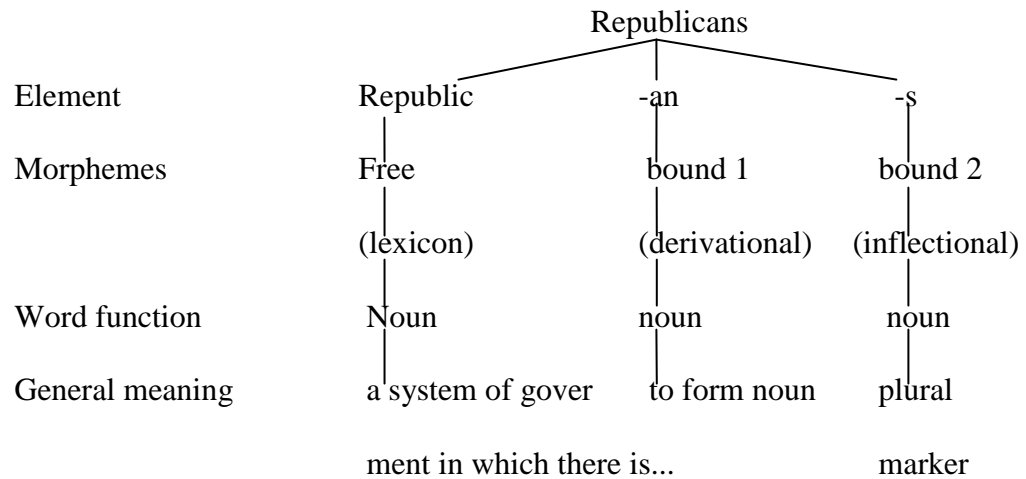 Republicans
Element Republic -an -s
Morphemes Free bound 1 bound 2
(lexicon) (derivational) (inflectional)
Word function Noun noun noun
General meaning a system of gover to form noun plural
ment in which there is... marker